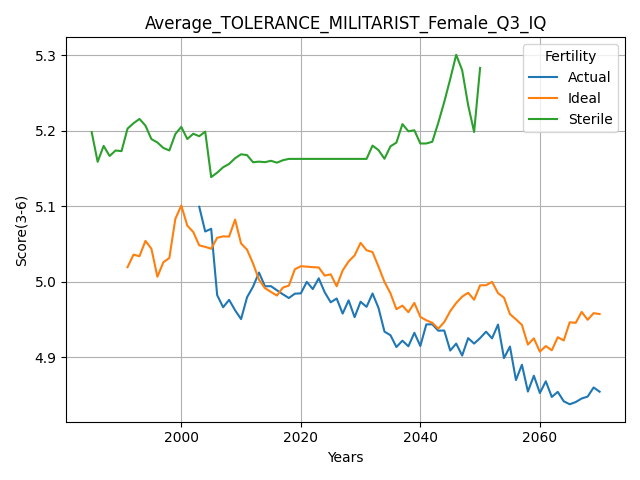 Average_TOLERANCE_MILITARIST_Female_Q3_IQ
Fertility
Actual
Ideal
Sterile
Score(3-6)
5.3
5.2
5.1
5.0
4.9
2000
2020
2040
2060
Years